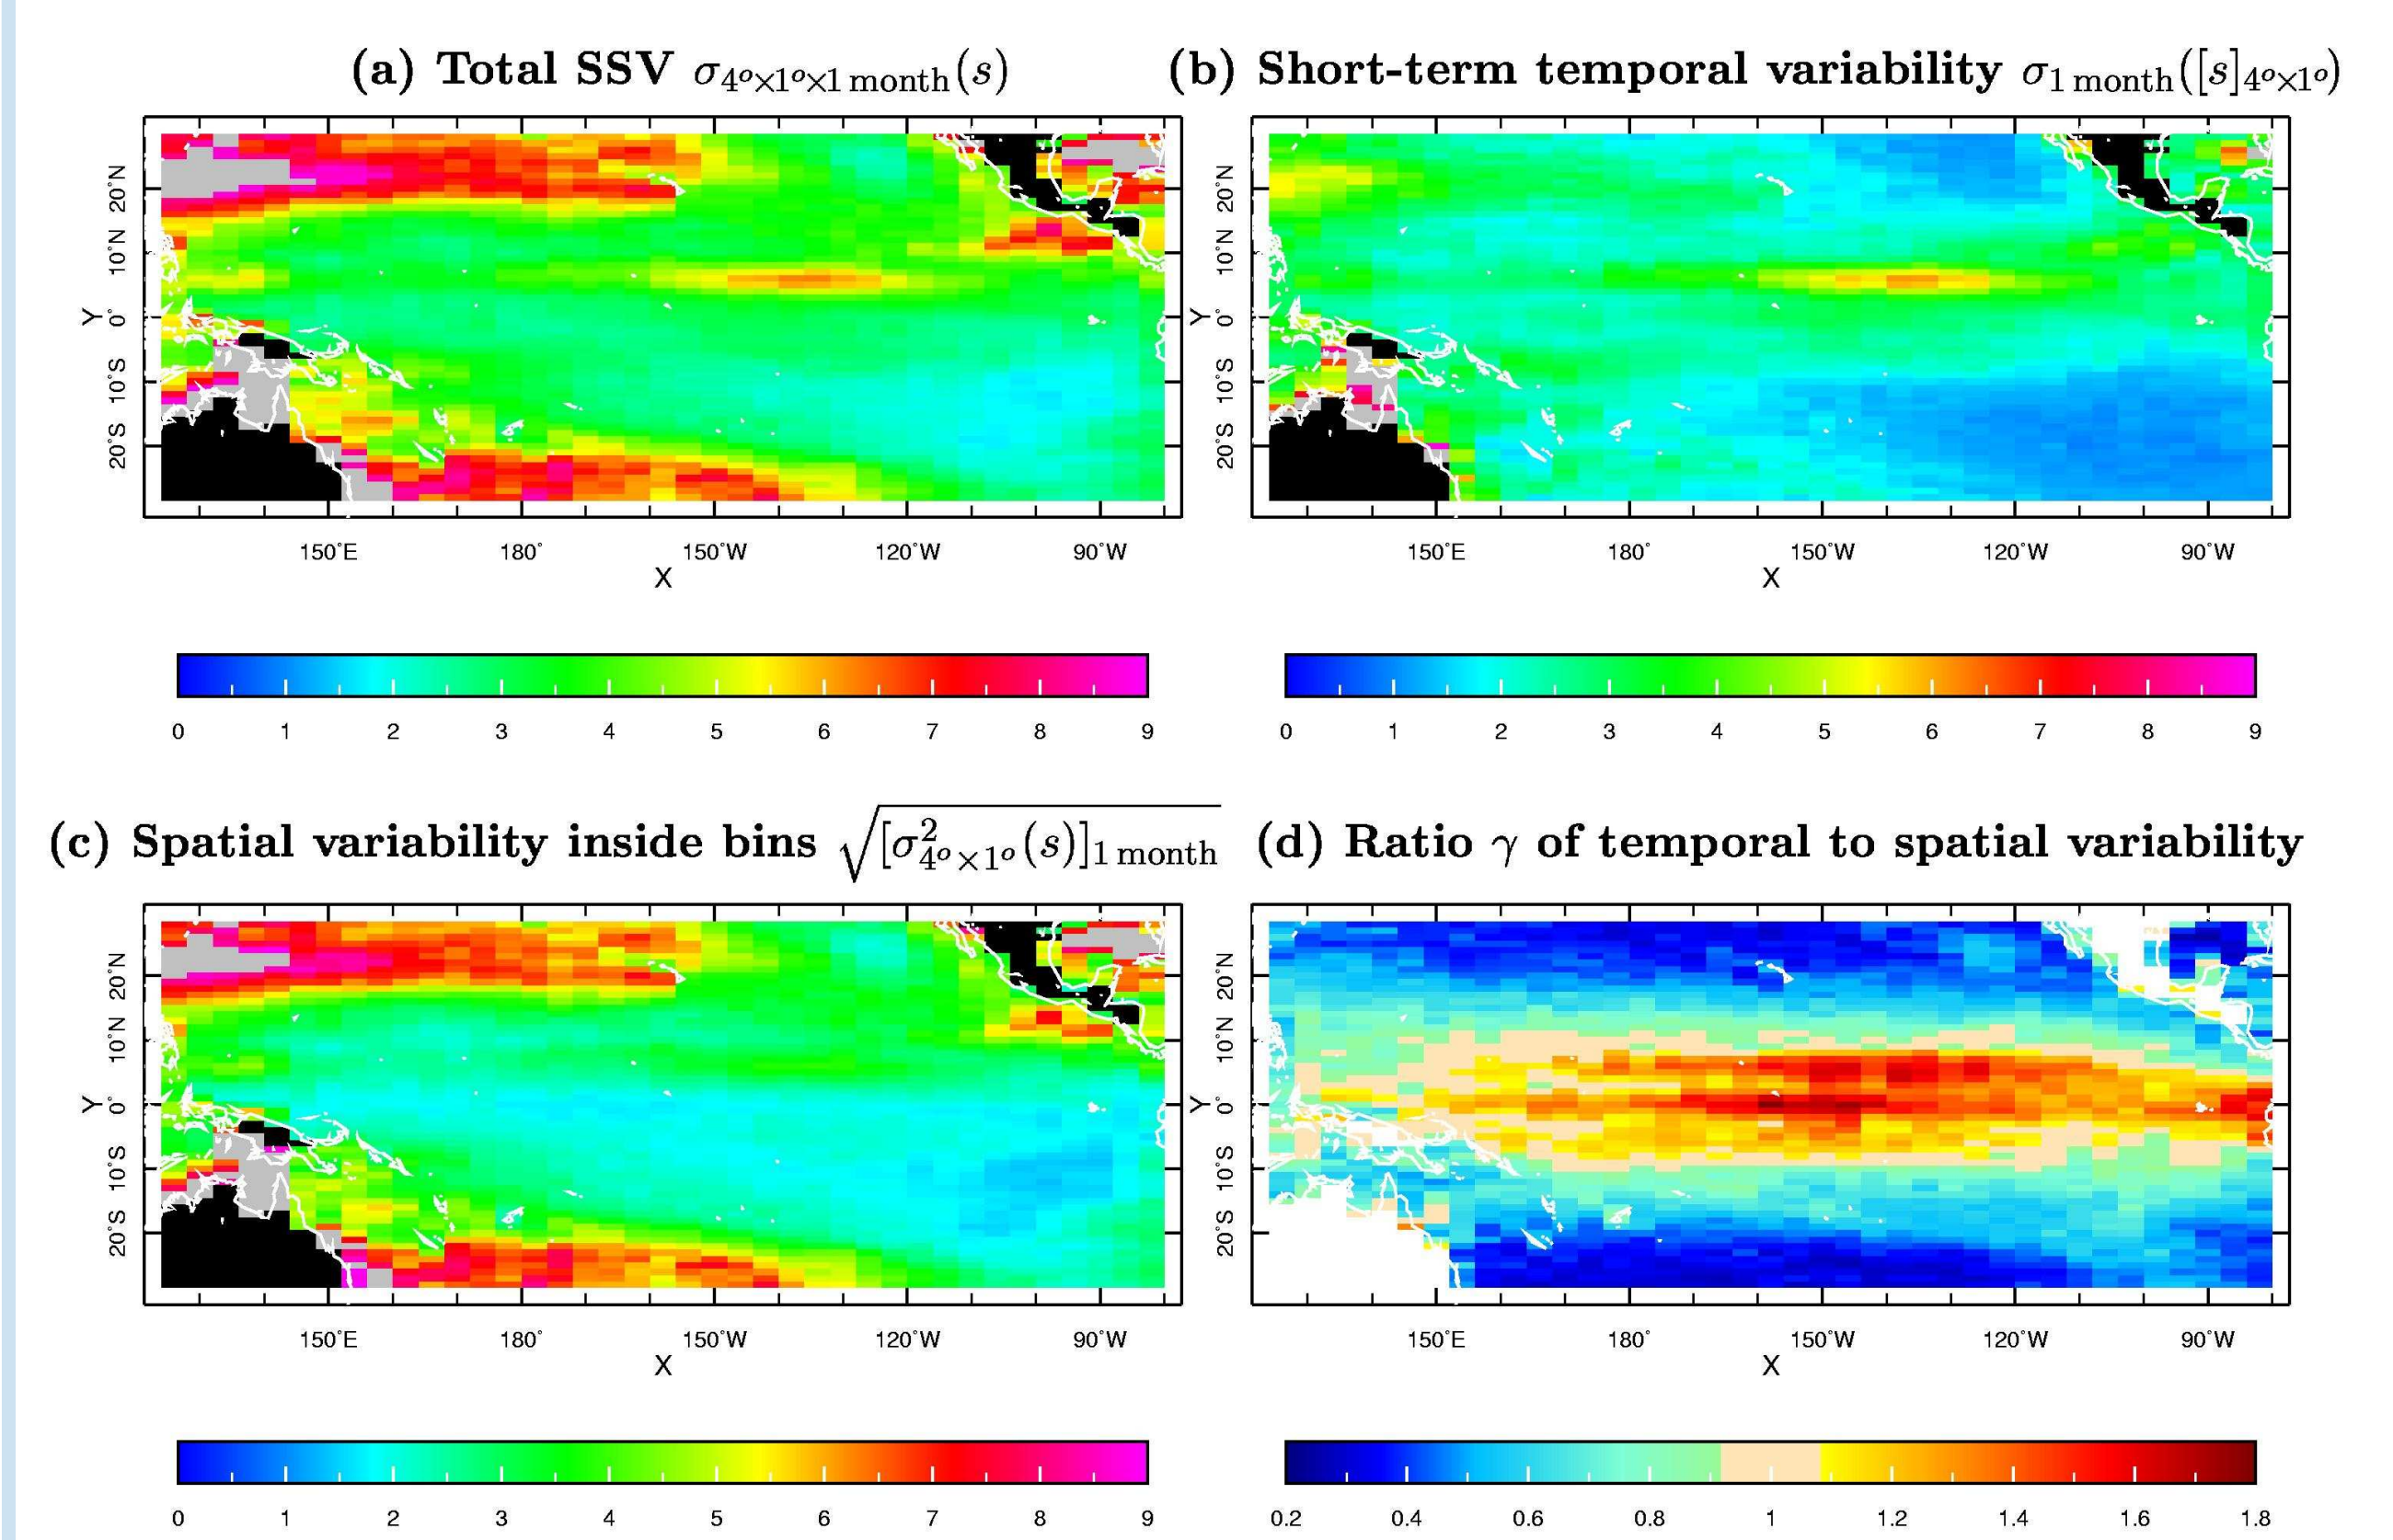 (a) Total SSV σ4°×1°×1 month(s)
(b) Short-term temporal variability σ1 month([s]4°×1°)
20°N
10°N
0°
10°S
20°S
Y
150°E 180° 150°W 120°W 90°W
X
0 1 2 3 4 5 6 7 8 9
20°N
10°N
0°
10°S
20°S
Y
150°E 180° 150°W 120°W 90°W
X
0 1 2 3 4 5 6 7 8 9
(c) Spatial variability inside bins √[σ²4°×1°(s)]1 month
(d) Ratio γ of temporal to spatial variability
20°N
10°N
0°
10°S
20°S
Y
150°E 180° 150°W 120°W 90°W
X
0 1 2 3 4 5 6 7 8 9
20°N
10°N
0°
10°S
20°S
Y
150°E 180° 150°W 120°W 90°W
X
0.2 0.4 0.6 0.8 1 1.2 1.4 1.6 1.8